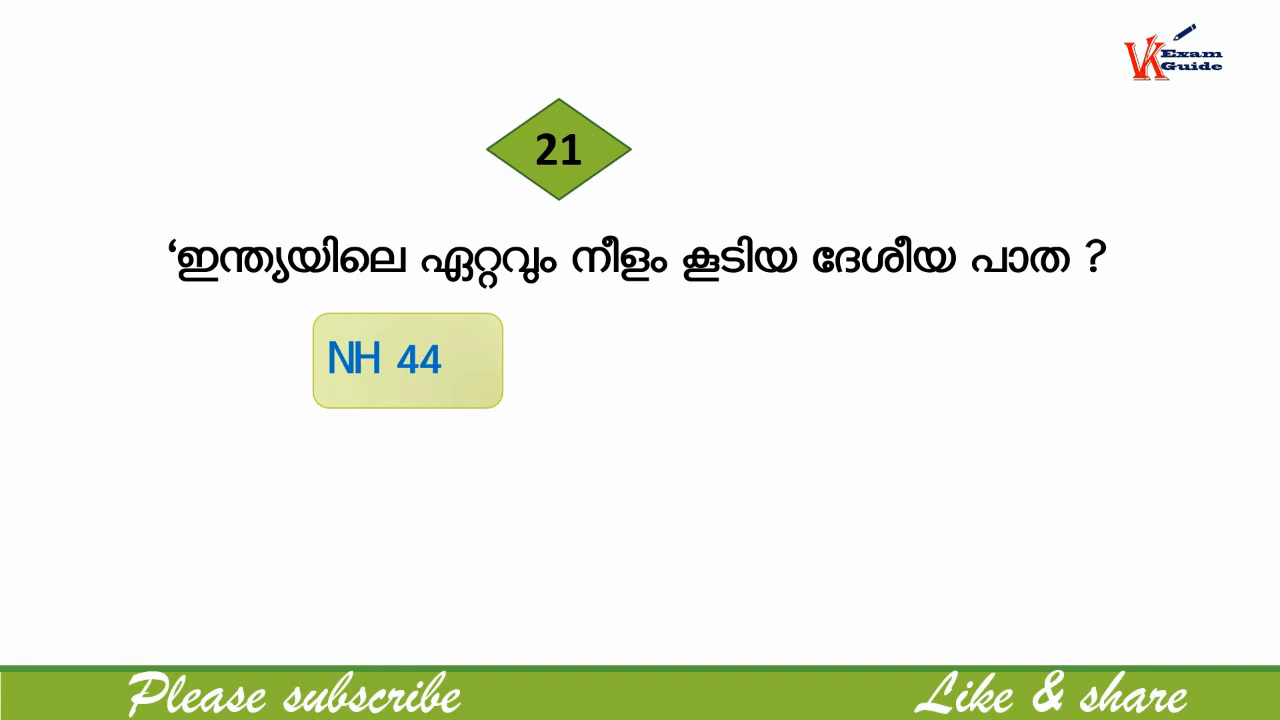 VK Exam
Guide
21
‘ഇന്ത്യയിലെ ഏറ്റവും നീളം കൂടിയ ദേശീയ പാത ?
NH 44
Please subscribe
Like & share